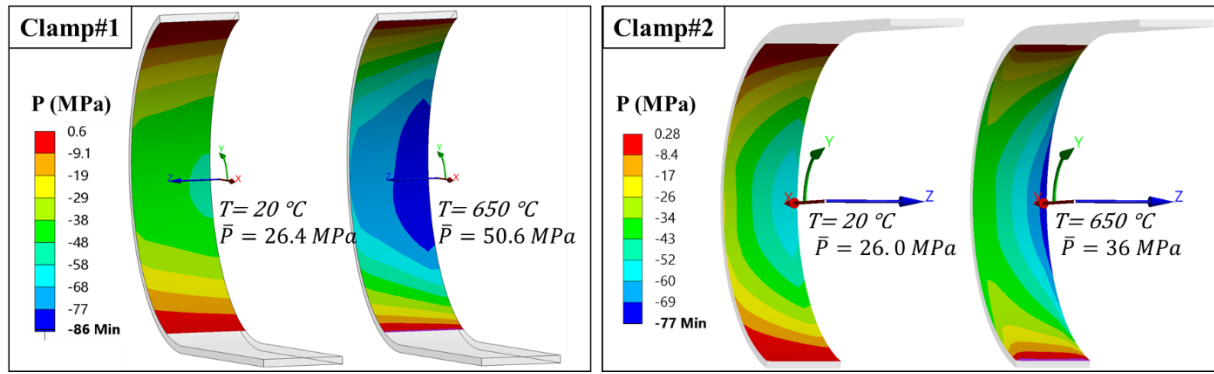 Clamp#1
P (MPa)
0.6
-9.1
-19
-29
-38
-48
-58
-68
-77
-86 Min
Y
Z
X
T= 20 °C
P̅ = 26.4 MPa
Y
Z
X
T= 650 °C
P̅ = 50.6 MPa
Clamp#2
P (MPa)
0.28
-8.4
-17
-26
-34
-43
-52
-60
-69
-77 Min
Y
X
Z
T= 20 °C
P̅ = 26.0 MPa
Y
X
Z
T= 650 °C
P̅ = 36 MPa